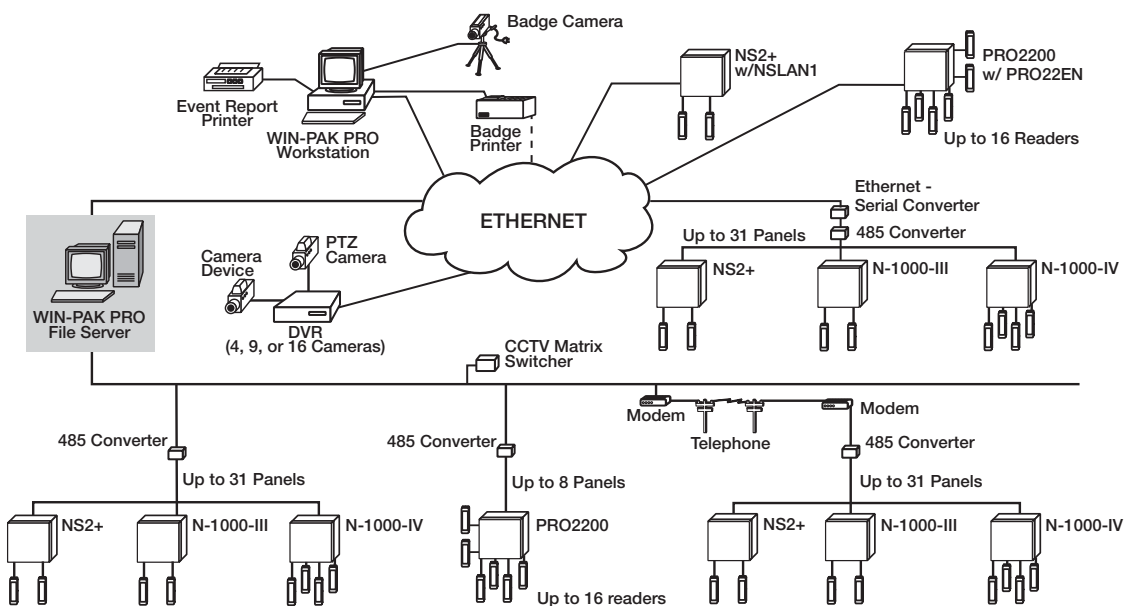 Badge Camera
Event Report
Printer
WIN-PAK PRO
Workstation
Badge
Printer
NS2+
w/NSLAN1
PRO2200
w/ PRO22EN
Up to 16 Readers
ETHERNET
Ethernet -
Serial Converter
485 Converter
Up to 31 Panels
NS2+
N-1000-III
N-1000-IV
WIN-PAK PRO
File Server
Camera
Device
PTZ
Camera
DVR
(4, 9, or 16 Cameras)
CCTV Matrix
Switcher
Modem
Telephone
Modem
485 Converter
Up to 31 Panels
NS2+
N-1000-III
N-1000-IV
485 Converter
Up to 8 Panels
PRO2200
Up to 16 readers
485 Converter
Up to 31 Panels
NS2+
N-1000-III
N-1000-IV